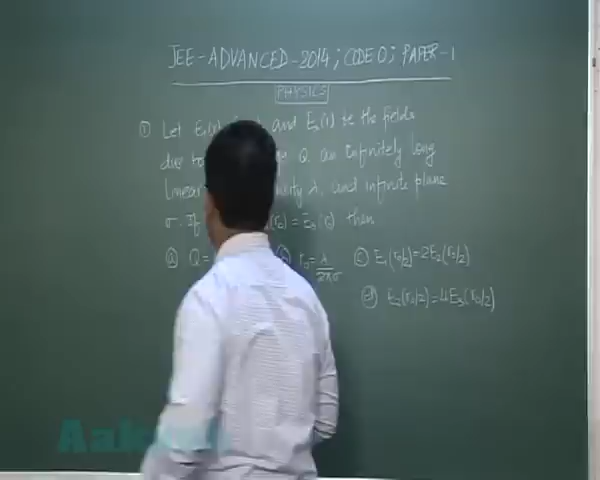 JEE-ADVANCED-2014; CODE 0; PAPER-1
PHYSICS
① Let E₁(r) and E₃(r) be the fields
due to Q an infinitely long
linear λ, and infinite plane
σ. If (r₀) = E₃(r₀) then
ⓐ Q= r₀=λ/2πσ ⓒ E₁(r₀/2)=2E₂(r₀/2)
ⓓ E₂(r₀/2)=4E₃(r₀/2)